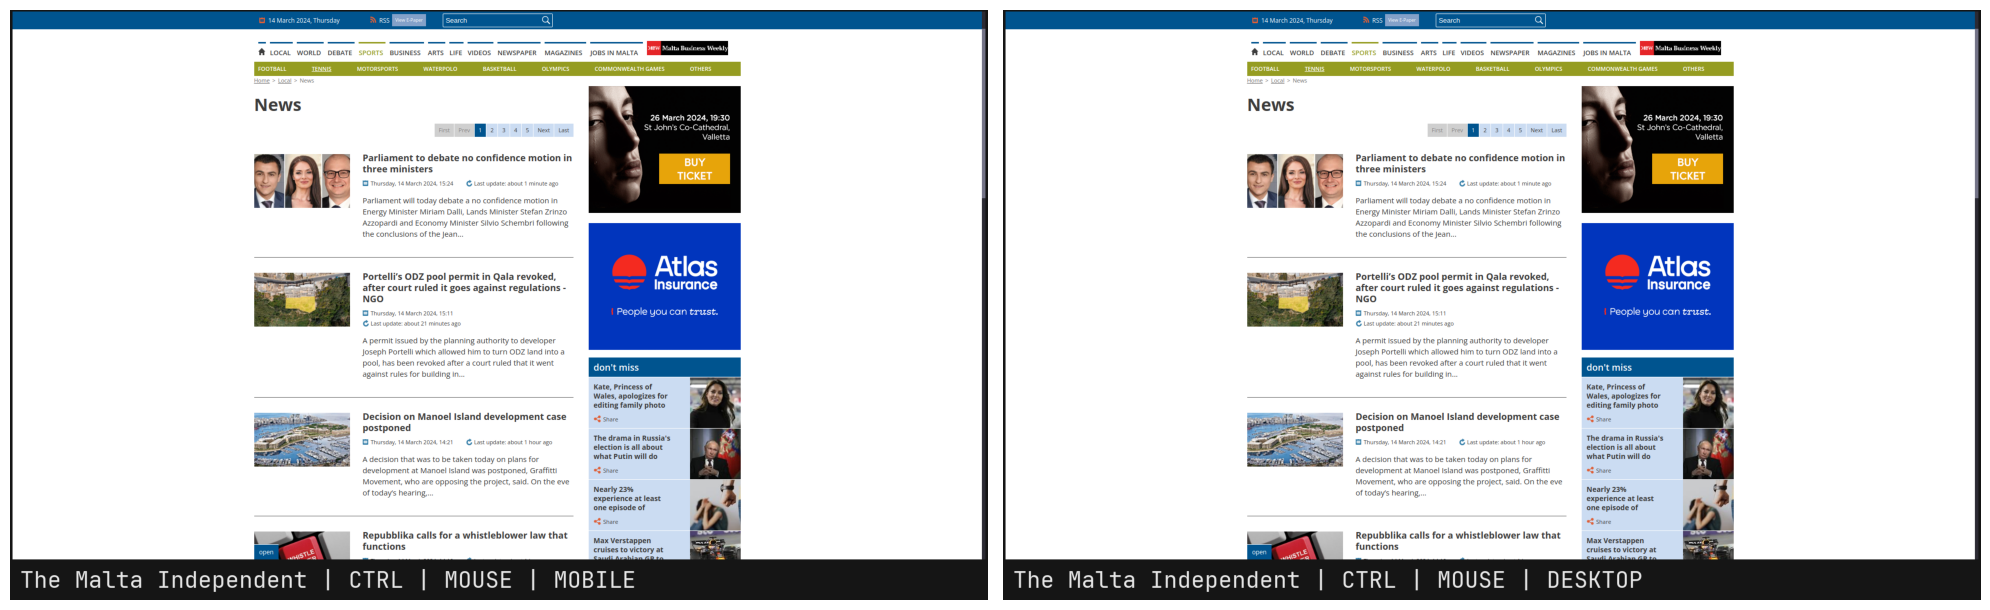 14 March 2024, Thursday
RSS
View E-Paper
Search
LOCAL WORLD DEBATE SPORTS BUSINESS ARTS LIFE VIDEOS NEWSPAPER MAGAZINES JOBS IN MALTA NEW Malta Business Weekly
FOOTBALL TENNIS MOTORSPORTS WATERPOLO BASKETBALL OLYMPICS COMMONWEALTH GAMES OTHERS
Home > Local > News
News
First Prev 1 2 3 4 5 Next Last
Parliament to debate no confidence motion in
three ministers
Thursday, 14 March 2024, 15:24 Last update: about 1 minute ago
Parliament will today debate a no confidence motion in
Energy Minister Miriam Dalli, Lands Minister Stefan Zrinzo
Azzopardi and Economy Minister Silvio Schembri following
the conclusions of the Jean...
Portelli's ODZ pool permit in Qala revoked,
after court ruled it goes against regulations -
NGO
Thursday, 14 March 2024, 15:11
Last update: about 21 minutes ago
A permit issued by the planning authority to developer
Joseph Portelli which allowed him to turn ODZ land into a
pool, has been revoked after a court ruled that it went
against rules for building in...
Decision on Manoel Island development case
postponed
Thursday, 14 March 2024, 14:21 Last update: about 1 hour ago
A decision that was to be taken today on plans for
development at Manoel Island was postponed, Graffitti
Movement, who are opposing the project, said. On the eve
of today's hearing,...
Repubblika calls for a whistleblower law that
functions
open
WHISTLE
26 March 2024, 19:30
St John's Co-Cathedral,
Valletta
BUY
TICKET
Atlas
Insurance
People you can trust.
don't miss
Kate, Princess of
Wales, apologizes for
editing family photo
Share
The drama in Russia's
election is all about
what Putin will do
Share
Nearly 23%
experience at least
one episode of
Share
Max Verstappen
cruises to victory at
Saudi Arabian GP to
The Malta Independent | CTRL | MOUSE | MOBILE
14 March 2024, Thursday
RSS
View E-Paper
Search
LOCAL WORLD DEBATE SPORTS BUSINESS ARTS LIFE VIDEOS NEWSPAPER MAGAZINES JOBS IN MALTA NEW Malta Business Weekly
FOOTBALL TENNIS MOTORSPORTS WATERPOLO BASKETBALL OLYMPICS COMMONWEALTH GAMES OTHERS
Home > Local > News
News
First Prev 1 2 3 4 5 Next Last
Parliament to debate no confidence motion in
three ministers
Thursday, 14 March 2024, 15:24 Last update: about 1 minute ago
Parliament will today debate a no confidence motion in
Energy Minister Miriam Dalli, Lands Minister Stefan Zrinzo
Azzopardi and Economy Minister Silvio Schembri following
the conclusions of the Jean...
Portelli's ODZ pool permit in Qala revoked,
after court ruled it goes against regulations -
NGO
Thursday, 14 March 2024, 15:11
Last update: about 21 minutes ago
A permit issued by the planning authority to developer
Joseph Portelli which allowed him to turn ODZ land into a
pool, has been revoked after a court ruled that it went
against rules for building in...
Decision on Manoel Island development case
postponed
Thursday, 14 March 2024, 14:21 Last update: about 1 hour ago
A decision that was to be taken today on plans for
development at Manoel Island was postponed, Graffitti
Movement, who are opposing the project, said. On the eve
of today's hearing,...
Repubblika calls for a whistleblower law that
functions
open
WHISTLE
26 March 2024, 19:30
St John's Co-Cathedral,
Valletta
BUY
TICKET
Atlas
Insurance
People you can trust.
don't miss
Kate, Princess of
Wales, apologizes for
editing family photo
Share
The drama in Russia's
election is all about
what Putin will do
Share
Nearly 23%
experience at least
one episode of
Share
Max Verstappen
cruises to victory at
Saudi Arabian GP to
The Malta Independent | CTRL | MOUSE | DESKTOP